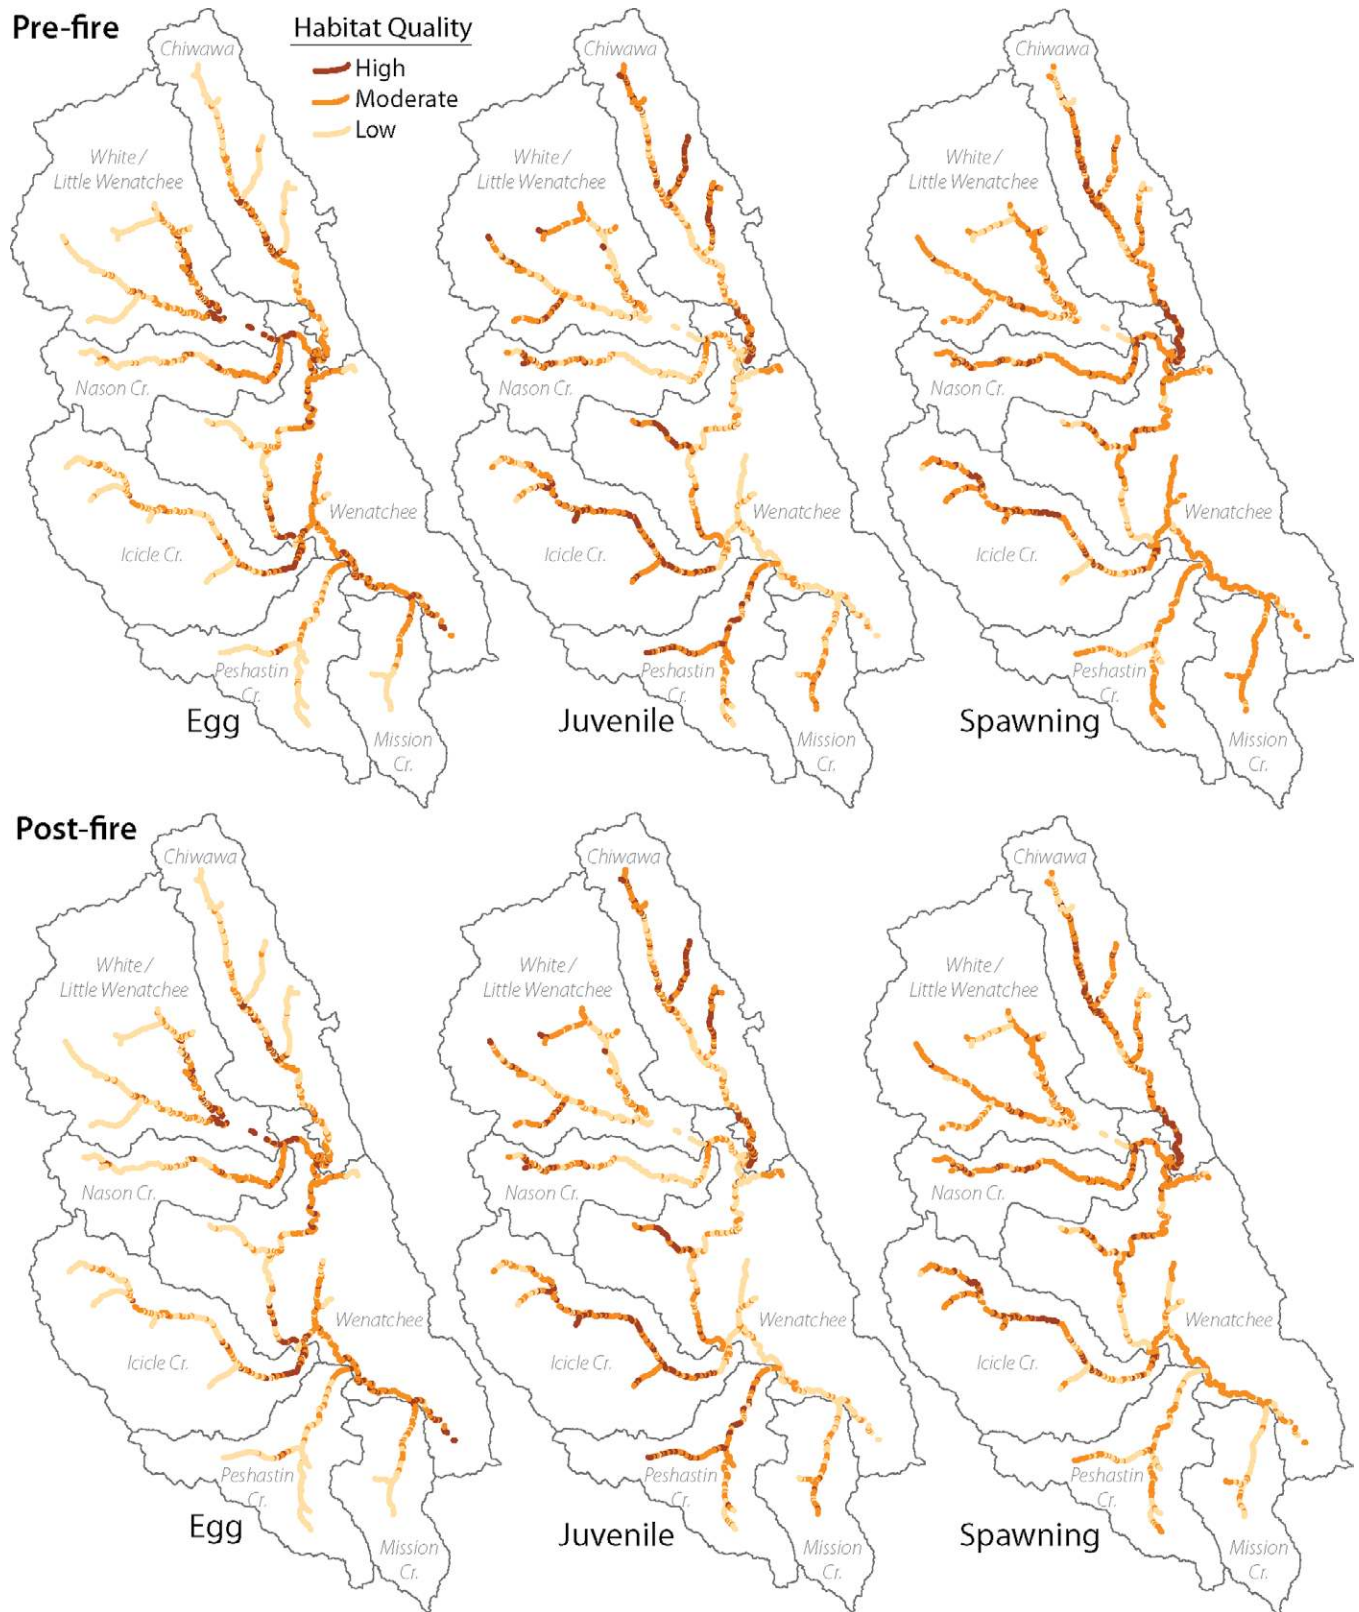 Pre-fire
Habitat Quality
High
Moderate
Low
Chiwawa
White /
Little Wenatchee
Nason Cr.
Icicle Cr.
Wenatchee
Peshastin
Cr.
Mission
Cr.
Egg
Chiwawa
White /
Little Wenatchee
Nason Cr.
Icicle Cr.
Wenatchee
Peshastin
Cr.
Mission
Cr.
Juvenile
Chiwawa
White /
Little Wenatchee
Nason Cr.
Icicle Cr.
Wenatchee
Peshastin
Cr.
Mission
Cr.
Spawning
Post-fire
Chiwawa
White /
Little Wenatchee
Nason Cr.
Icicle Cr.
Wenatchee
Peshastin
Cr.
Mission
Cr.
Egg
Chiwawa
White /
Little Wenatchee
Nason Cr.
Icicle Cr.
Wenatchee
Peshastin
Cr.
Mission
Cr.
Juvenile
Chiwawa
White /
Little Wenatchee
Nason Cr.
Icicle Cr.
Wenatchee
Peshastin
Cr.
Mission
Cr.
Spawning